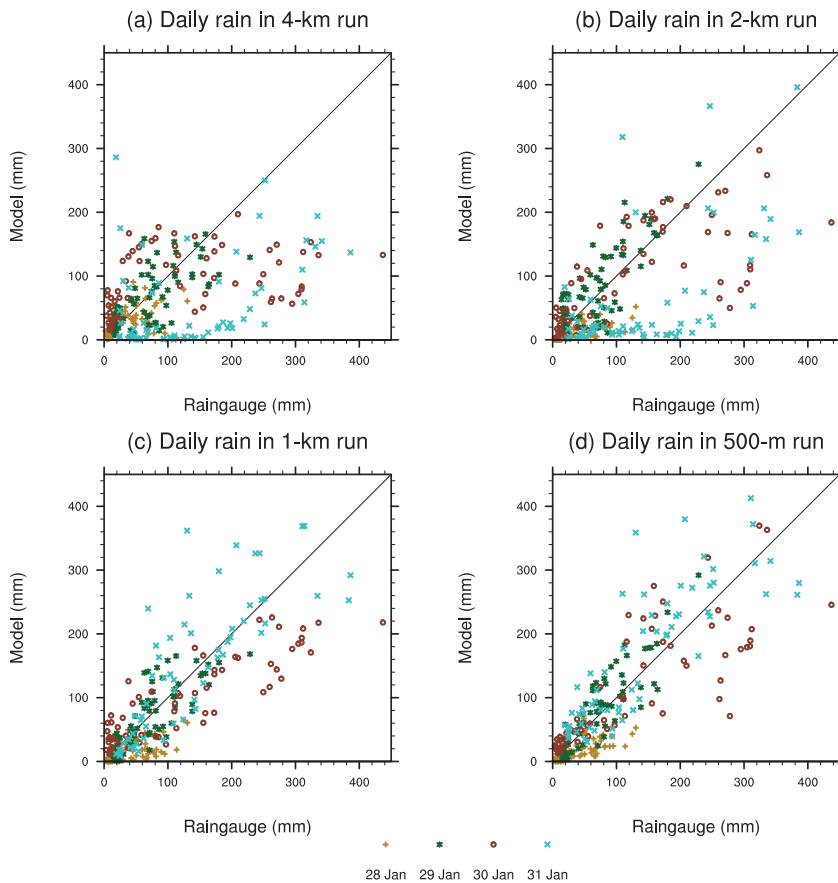 (a) Daily rain in 4-km run
(b) Daily rain in 2-km run
400
300
200
100
0
Model (mm)
0 100 200 300 400
Raingauge (mm)
400
300
200
100
0
Model (mm)
0 100 200 300 400
Raingauge (mm)
(c) Daily rain in 1-km run
(d) Daily rain in 500-m run
400
300
200
100
0
Model (mm)
0 100 200 300 400
Raingauge (mm)
400
300
200
100
0
Model (mm)
0 100 200 300 400
Raingauge (mm)
28 Jan 29 Jan 30 Jan 31 Jan